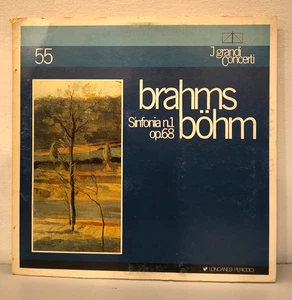 55
I grandi
Concerti
brahms
Sinfonia n.1
op.68
böhm
LONGANESI PERIODICI